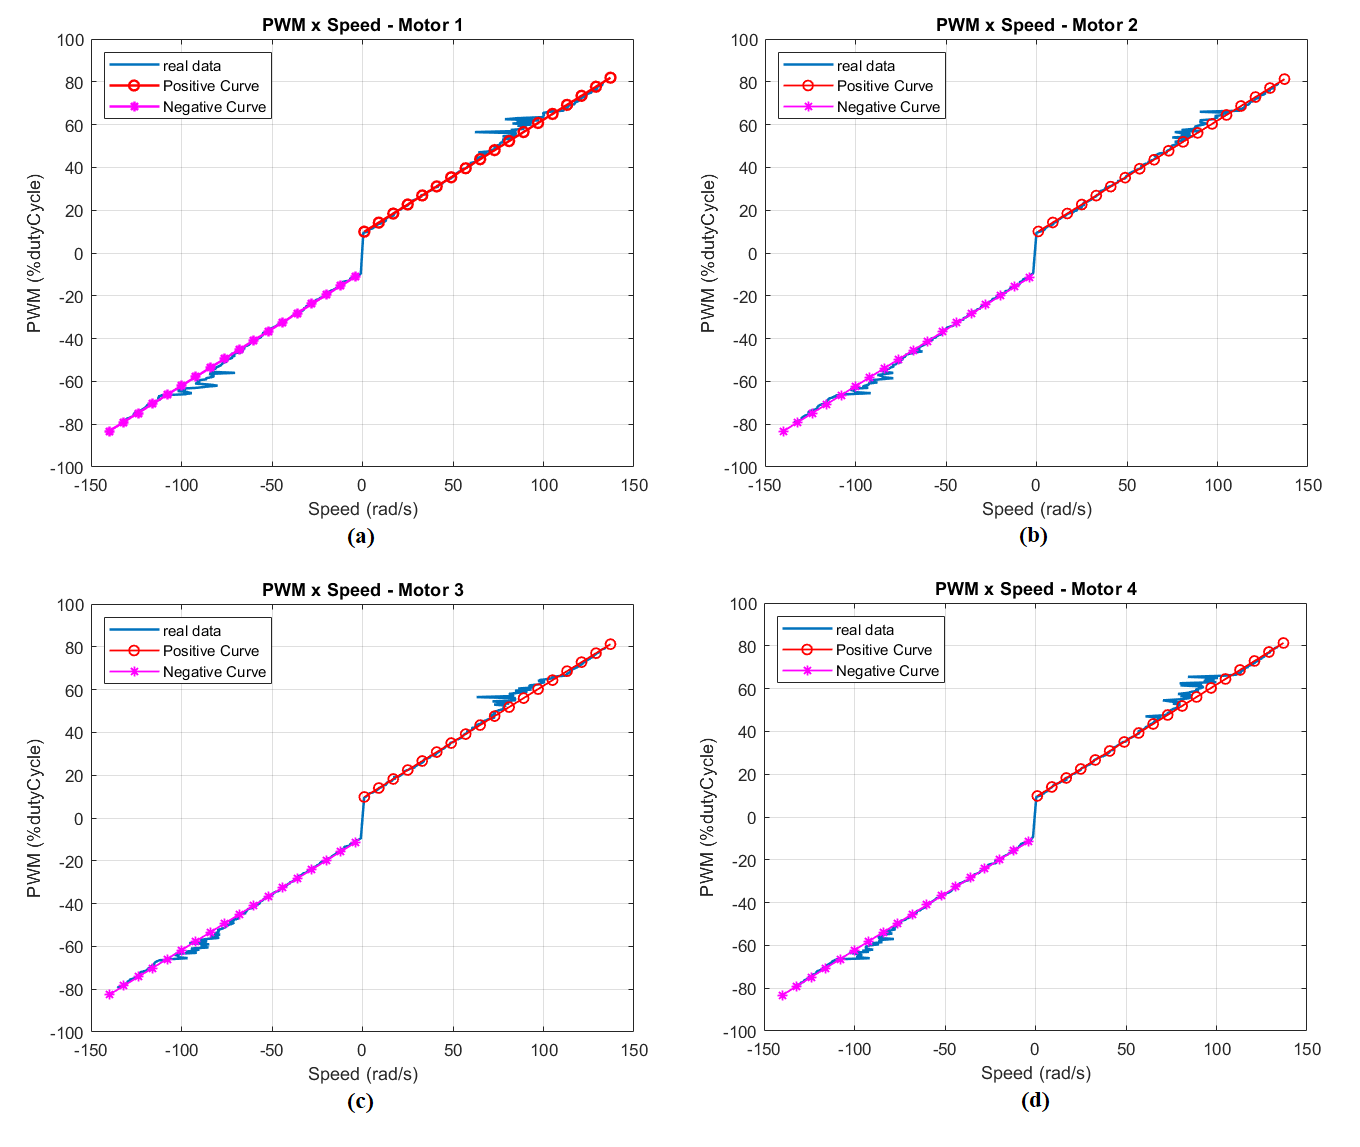 PWM x Speed - Motor 1
PWM (%dutyCycle)
100
80
60
40
20
0
-20
-40
-60
-80
-100
real data
Positive Curve
Negative Curve
-150 -100 -50 0 50 100 150
Speed (rad/s)
(a)
PWM x Speed - Motor 2
PWM (%dutyCycle)
100
80
60
40
20
0
-20
-40
-60
-80
-100
real data
Positive Curve
Negative Curve
-150 -100 -50 0 50 100 150
Speed (rad/s)
(b)
PWM x Speed - Motor 3
PWM (%dutyCycle)
100
80
60
40
20
0
-20
-40
-60
-80
-100
real data
Positive Curve
Negative Curve
-150 -100 -50 0 50 100 150
Speed (rad/s)
(c)
PWM x Speed - Motor 4
PWM (%dutyCycle)
100
80
60
40
20
0
-20
-40
-60
-80
-100
real data
Positive Curve
Negative Curve
-150 -100 -50 0 50 100 150
Speed (rad/s)
(d)